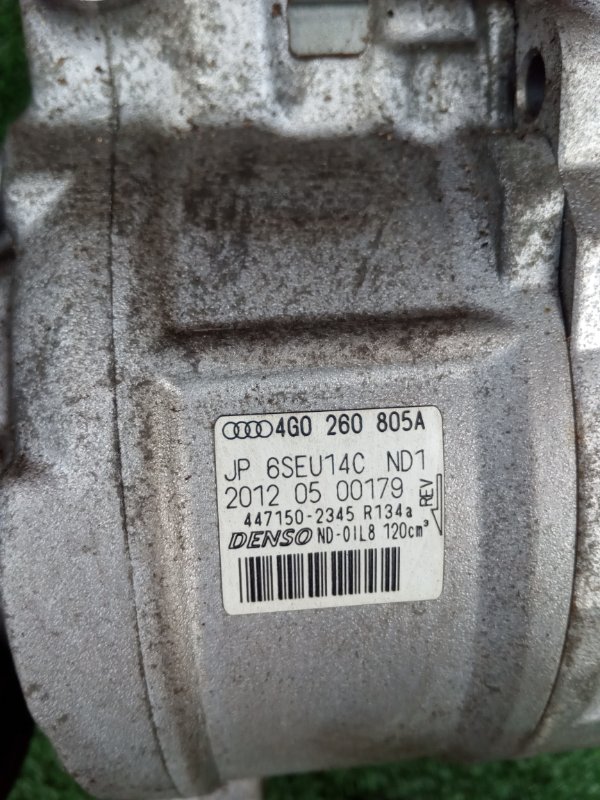 4G0 260 805A
JP 6SEU14C ND1
2012 05 00179
REV
447150-2345 R134a
DENSO ND-OIL8 120cm³